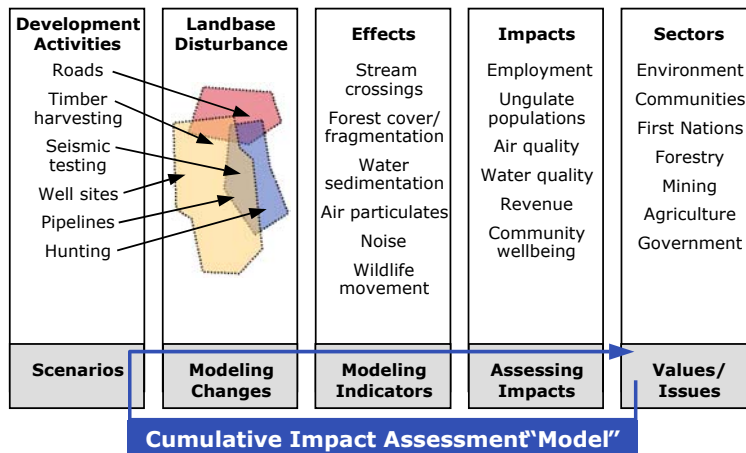 Development
Activities
Roads
Timber
harvesting
Seismic
testing
Well sites
Pipelines
Hunting
Scenarios
Landbase
Disturbance
Modeling
Changes
Effects
Stream
crossings
Forest cover/
fragmentation
Water
sedimentation
Air particulates
Noise
Wildlife
movement
Modeling
Indicators
Impacts
Employment
Ungulate
populations
Air quality
Water quality
Revenue
Community
wellbeing
Assessing
Impacts
Sectors
Environment
Communities
First Nations
Forestry
Mining
Agriculture
Government
Values/
Issues
Cumulative Impact Assessment“Model”